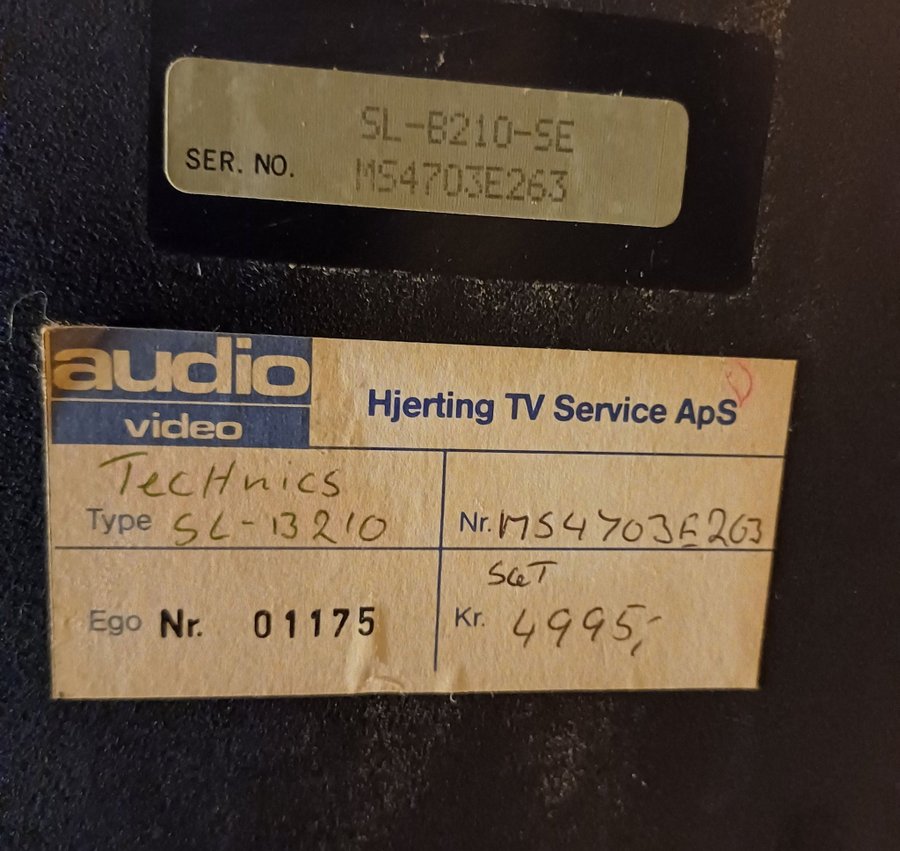 SL-B210-SE
SER. NO. MS4703E263
audio
video
Hjerting TV Service ApS
Technics
Type SL-B210
Nr. MS4703E263
Ego Nr. 01175
SæT
Kr. 4995,-